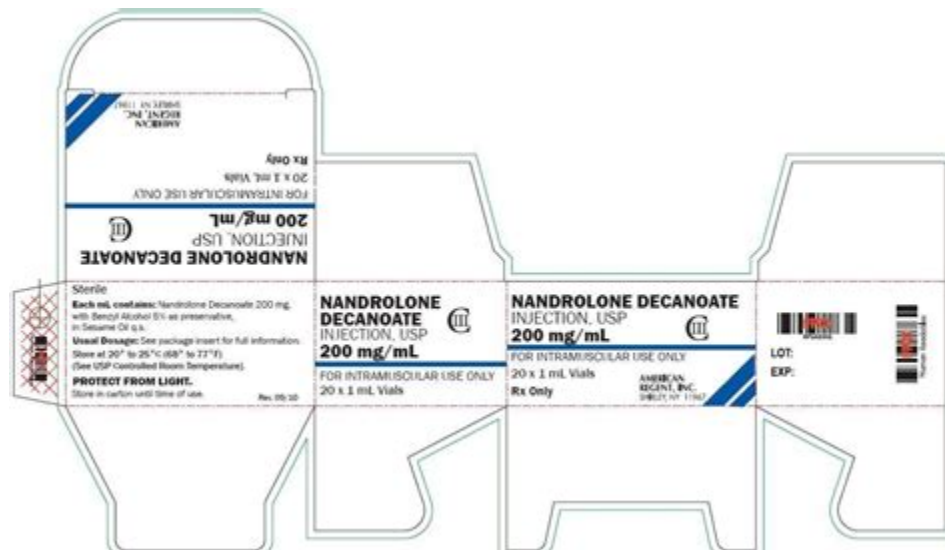 AMERICAN
REGENT, INC.
SHIRLEY, NY 11967
Rx Only
20 x 1 mL Vials
FOR INTRAMUSCULAR USE ONLY
200 mg/mL
INJECTION, USP
NANDROLONE DECANOATE
CIII
Sterile
Each mL contains: Nandrolone Decanoate 200 mg,
with Benzyl Alcohol 5% as preservative,
in Sesame Oil q.s.
Usual Dosage: See package insert for full information.
Store at 20° to 25°C (68° to 77°F)
(See USP Controlled Room Temperature).
PROTECT FROM LIGHT.
Store in carton until time of use.
Rev. 09/10
NANDROLONE
DECANOATE
INJECTION, USP
200 mg/mL
CIII
FOR INTRAMUSCULAR USE ONLY
20 x 1 mL Vials
NANDROLONE DECANOATE
INJECTION, USP
200 mg/mL
CIII
FOR INTRAMUSCULAR USE ONLY
20 x 1 mL Vials
Rx Only
AMERICAN
REGENT, INC.
SHIRLEY, NY 11967
LOT:
EXP: